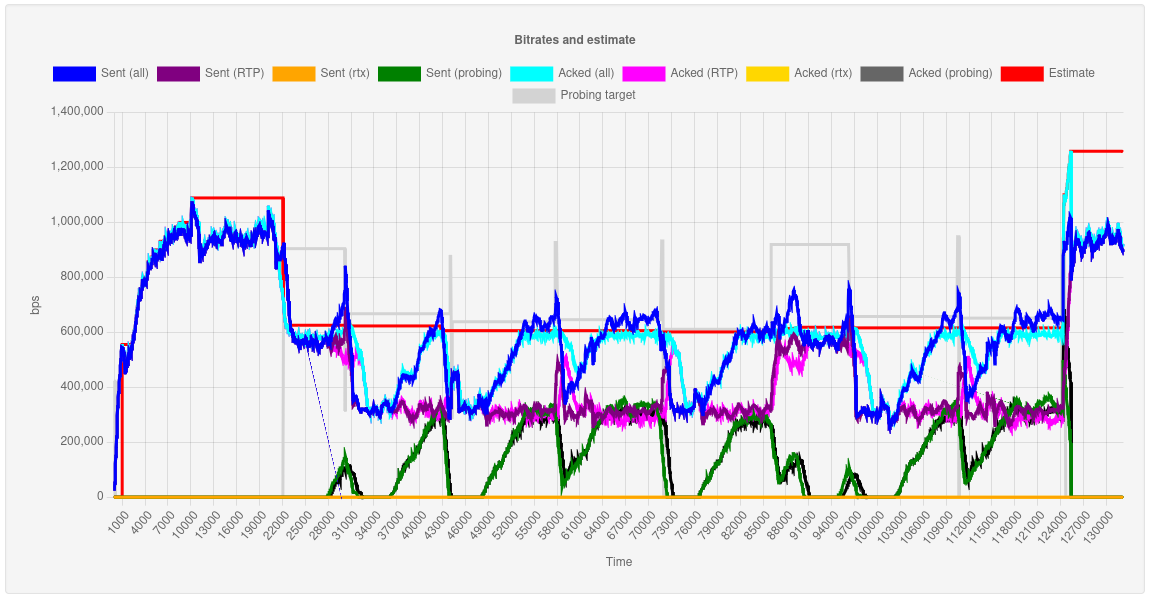 Bitrates and estimate
Sent (all) Sent (RTP) Sent (rtx) Sent (probing) Acked (all) Acked (RTP) Acked (rtx) Acked (probing) Estimate
Probing target
1,400,000
1,200,000
1,000,000
800,000
600,000
400,000
200,000
0
bps
1000 4000 7000 10000 13000 16000 19000 22000 25000 28000 31000 34000 37000 40000 43000 46000 49000 52000 55000 58000 61000 64000 67000 70000 73000 76000 79000 82000 85000 88000 91000 94000 97000 100000 103000 106000 109000 112000 115000 118000 121000 124000 127000 130000
Time